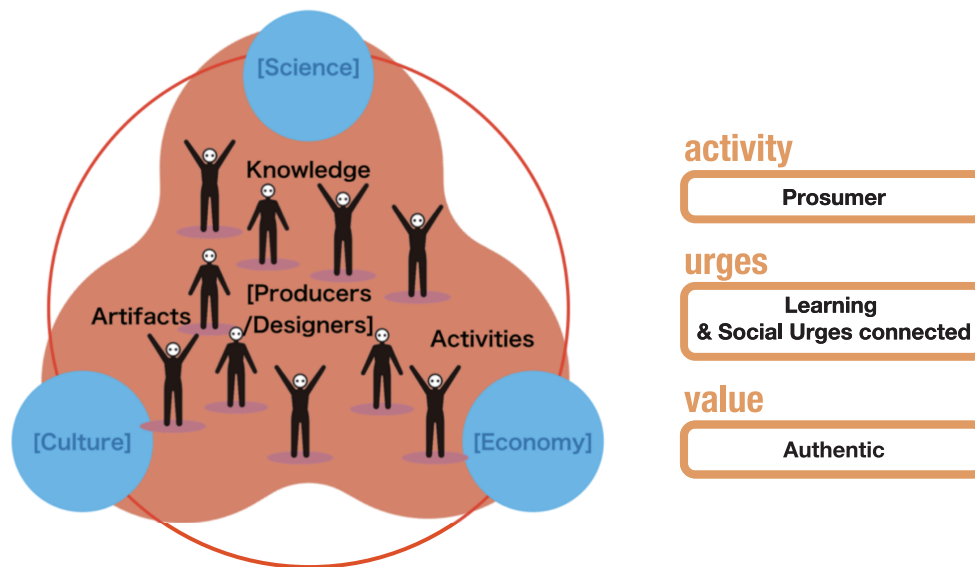 [Science]
Knowledge
Artifacts
[Producers
/Designers]
Activities
[Culture]
[Economy]
activity
Prosumer
urges
Learning
& Social Urges connected
value
Authentic